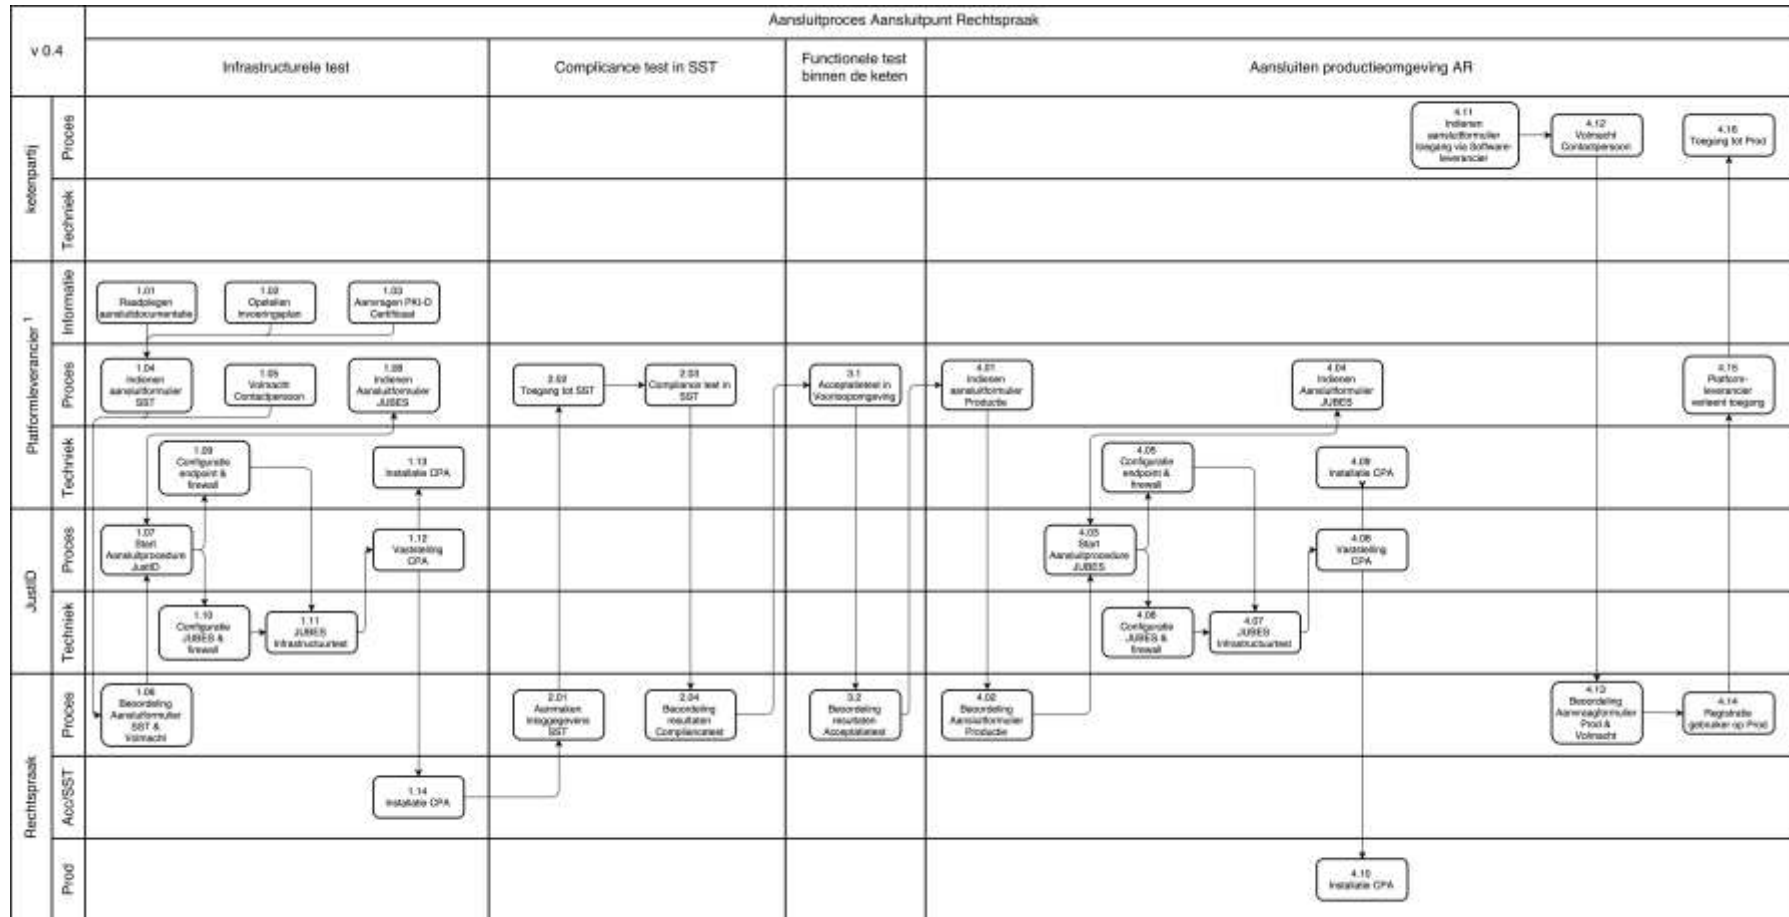 Aansluitproces Aansluitpunt Rechtspraak
v 0.4
Infrastructurele test
Complicance test in SST
Functionele test
binnen de keten
Aansluiten productieomgeving AR
ketenpartij
Proces
4.11
Indienen
aansluitformulier
toegang via Software-
leverancier
4.12
Volmacht
Contactpersoon
4.16
Toegang tot Prod
Techniek
Platformleverancier 1
Informatie
1.01
Raadplegen
aansluitdocumentatie
1.02
Opstellen
Invoeringsplan
1.03
Aanvragen PKI-O
Certificaat
Proces
1.04
Indienen
aansluitformulier
SST
1.05
Volmacht
Contactpersoon
1.08
Indienen
Aansluitformulier
JUBES
2.02
Toegang tot SST
2.03
Compliance test in
SST
3.1
Acceptatietest in
Voorloopomgeving
4.01
Indienen
aansluitformulier
Productie
4.04
Indienen
Aansluitformulier
JUBES
4.15
Platform-
leverancier
verleent toegang
Techniek
1.09
Configuratie
endpoint &
firewall
1.13
Installatie CPA
4.05
Configuratie
endpoint &
firewall
4.09
Installatie CPA
JustID
Proces
1.07
Start
Aansluitprocedure
JustID
1.12
Vaststelling
CPA
4.03
Start
Aansluitprocedure
JUBES
4.08
Vaststelling
CPA
Techniek
1.10
Configuratie
JUBES &
firewall
1.11
JUBES
Infrastructuurtest
4.06
Configuratie
JUBES &
firewall
4.07
JUBES
Infrastructuurtest
Rechtspraak
Proces
1.06
Beoordeling
Aansluitformulier
SST &
Volmacht
2.01
Aanmaken
inloggegevens
SST
2.04
Beoordeling
resultaten
Compliancetest
3.2
Beoordeling
resultaten
Acceptatietest
4.02
Beoordeling
Aansluitformulier
Productie
4.13
Beoordeling
Aanvraagformulier
Prod &
Volmacht
4.14
Registratie
gebruiker op Prod
Acc/SST
1.14
Installatie CPA
Prod
4.10
Installatie CPA